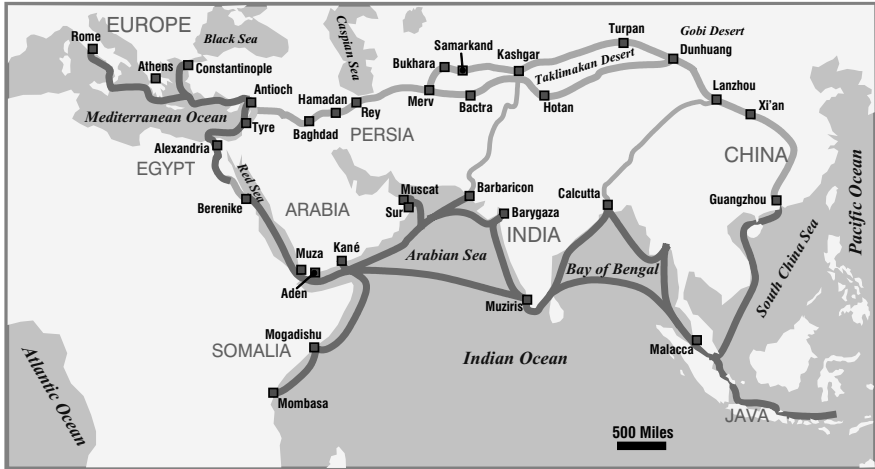 EUROPE
Rome
Black Sea
Athens
Constantinople
Caspian Sea
Samarkand
Bukhara
Kashgar
Turpan
Gobi Desert
Dunhuang
Taklimakan Desert
Antioch
Hamadan
Rey
Merv
Bactra
Hotan
Lanzhou
Xi'an
Mediterranean Ocean
Tyre
Baghdad
PERSIA
Alexandria
EGYPT
CHINA
Red Sea
Berenike
ARABIA
Muscat
Sur
Barbaricon
Barygaza
Calcutta
Guangzhou
Pacific Ocean
INDIA
Muza
Kané
Aden
Arabian Sea
Bay of Bengal
South China Sea
Muziris
Mogadishu
SOMALIA
Malacca
Indian Ocean
Atlantic Ocean
Mombasa
JAVA
500 Miles